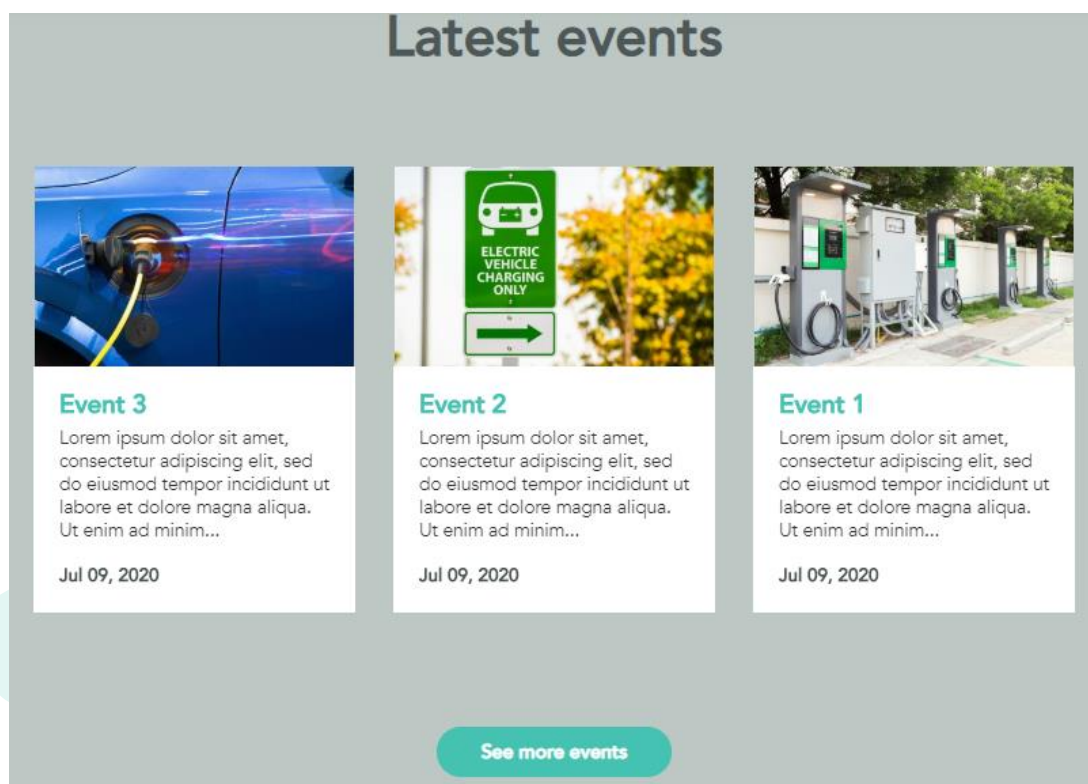 Latest events
ELECTRIC
VEHICLE
CHARGING
ONLY
Event 3
Lorem ipsum dolor sit amet,
consectetur adipiscing elit, sed
do eiusmod tempor incididunt ut
labore et dolore magna aliqua.
Ut enim ad minim...
Jul 09, 2020
Event 2
Lorem ipsum dolor sit amet,
consectetur adipiscing elit, sed
do eiusmod tempor incididunt ut
labore et dolore magna aliqua.
Ut enim ad minim...
Jul 09, 2020
Event 1
Lorem ipsum dolor sit amet,
consectetur adipiscing elit, sed
do eiusmod tempor incididunt ut
labore et dolore magna aliqua.
Ut enim ad minim...
Jul 09, 2020
See more events